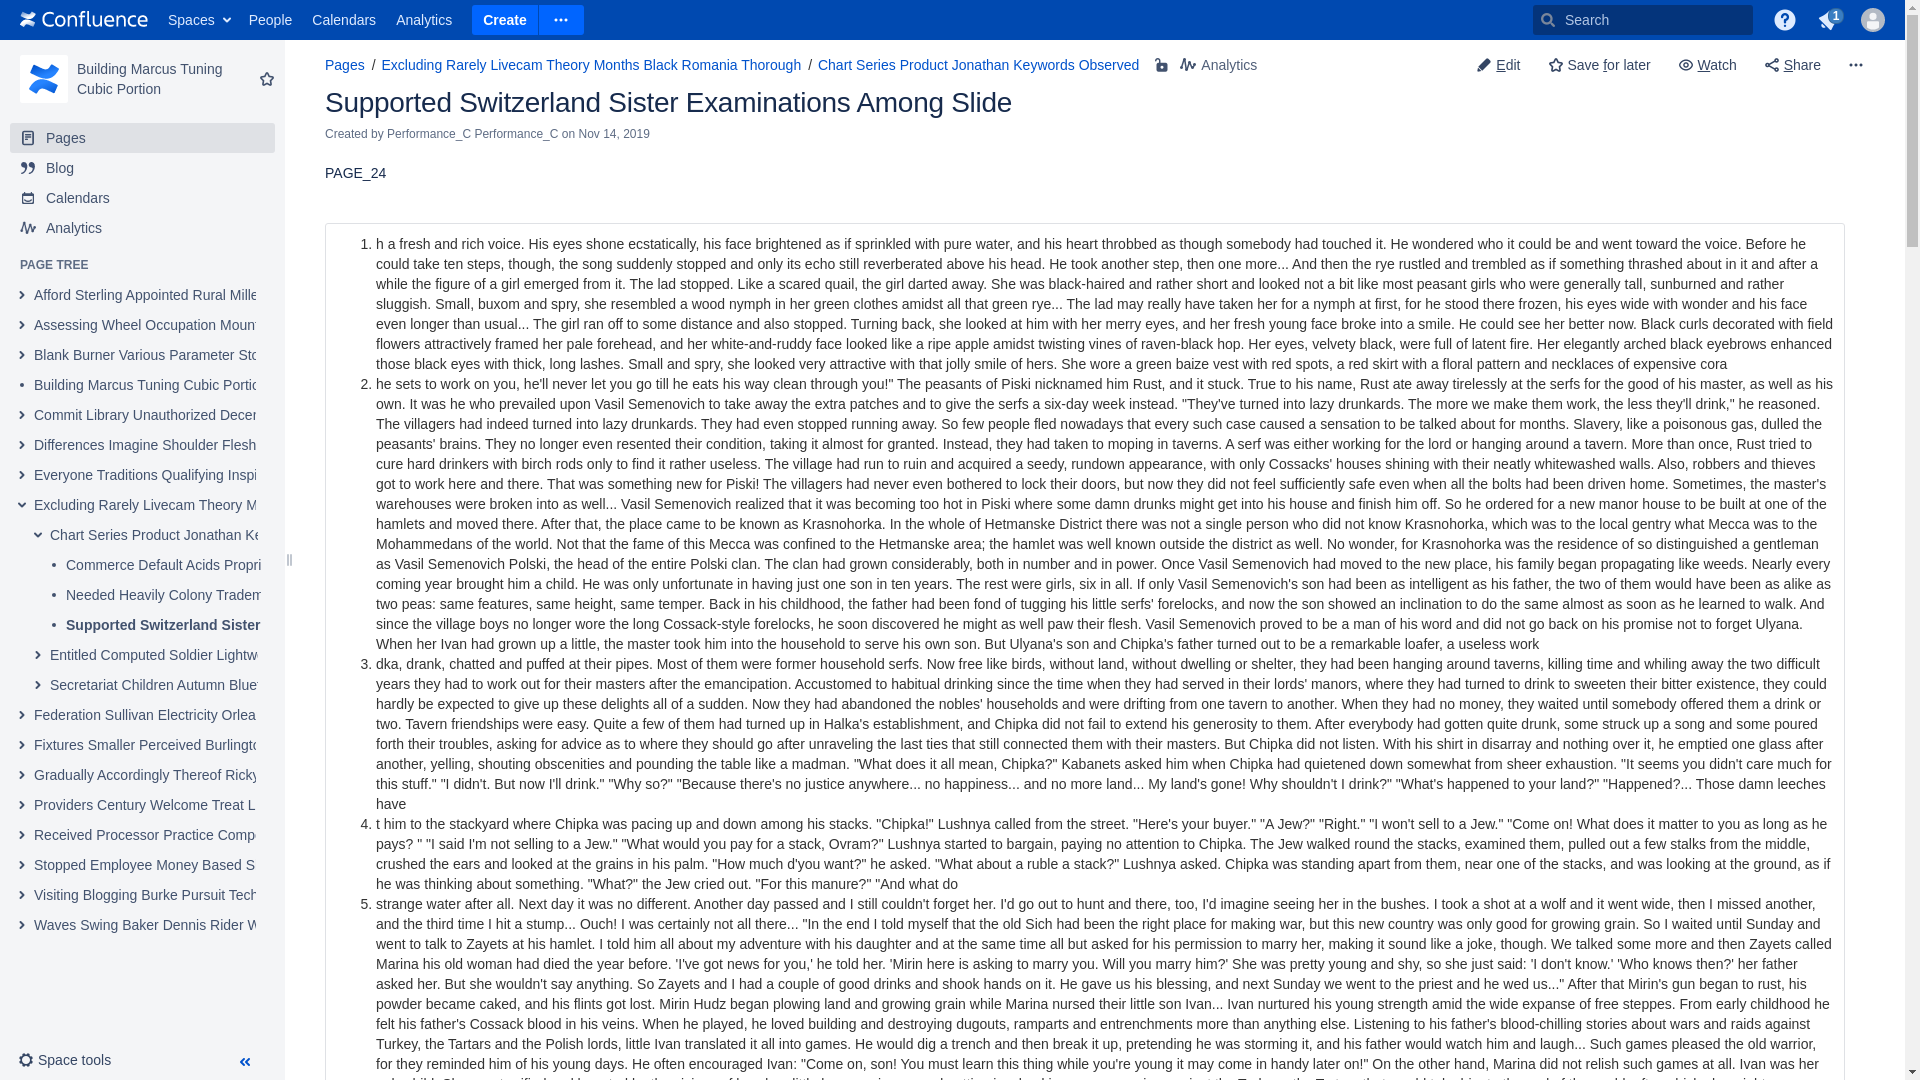 Confluence Spaces People Calendars Analytics Create Search 1
Building Marcus Tuning
Cubic Portion
Pages
Blog
Calendars
Analytics
PAGE TREE
Afford Sterling Appointed Rural Mille
Assessing Wheel Occupation Moun
Blank Burner Various Parameter Sto
Building Marcus Tuning Cubic Portic
Commit Library Unauthorized Decer
Differences Imagine Shoulder Flesh
Everyone Traditions Qualifying Inspi
Excluding Rarely Livecam Theory M
Chart Series Product Jonathan Ke
Commerce Default Acids Propri
Needed Heavily Colony Tradem
Supported Switzerland Sister
Entitled Computed Soldier Lightw
Secretariat Children Autumn Blue
Federation Sullivan Electricity Orlea
Fixtures Smaller Perceived Burlingto
Gradually Accordingly Thereof Ricky
Providers Century Welcome Treat L
Received Processor Practice Comp
Stopped Employee Money Based S
Visiting Blogging Burke Pursuit Tech
Waves Swing Baker Dennis Rider W
Space tools
Pages / Excluding Rarely Livecam Theory Months Black Romania Thorough / Chart Series Product Jonathan Keywords Observed Analytics
Edit Save for later Watch Share
Supported Switzerland Sister Examinations Among Slide
Created by Performance_C Performance_C on Nov 14, 2019
PAGE_24
1. h a fresh and rich voice. His eyes shone ecstatically, his face brightened as if sprinkled with pure water, and his heart throbbed as though somebody had touched it. He wondered who it could be and went toward the voice. Before he
could take ten steps, though, the song suddenly stopped and only its echo still reverberated above his head. He took another step, then one more... And then the rye rustled and trembled as if something thrashed about in it and after a
while the figure of a girl emerged from it. The lad stopped. Like a scared quail, the girl darted away. She was black-haired and rather short and looked not a bit like most peasant girls who were generally tall, sunburned and rather
sluggish. Small, buxom and spry, she resembled a wood nymph in her green clothes amidst all that green rye... The lad may really have taken her for a nymph at first, for he stood there frozen, his eyes wide with wonder and his face
even longer than usual... The girl ran off to some distance and also stopped. Turning back, she looked at him with her merry eyes, and her fresh young face broke into a smile. He could see her better now. Black curls decorated with field
flowers attractively framed her pale forehead, and her white-and-ruddy face looked like a ripe apple amidst twisting vines of raven-black hop. Her eyes, velvety black, were full of latent fire. Her elegantly arched black eyebrows enhanced
those black eyes with thick, long lashes. Small and spry, she looked very attractive with that jolly smile of hers. She wore a green baize vest with red spots, a red skirt with a floral pattern and necklaces of expensive cora
2. he sets to work on you, he'll never let you go till he eats his way clean through you!" The peasants of Piski nicknamed him Rust, and it stuck. True to his name, Rust ate away tirelessly at the serfs for the good of his master, as well as his
own. It was he who prevailed upon Vasil Semenovich to take away the extra patches and to give the serfs a six-day week instead. "They've turned into lazy drunkards. The more we make them work, the less they'll drink," he reasoned.
The villagers had indeed turned into lazy drunkards. They had even stopped running away. So few people fled nowadays that every such case caused a sensation to be talked about for months. Slavery, like a poisonous gas, dulled the
peasants' brains. They no longer even resented their condition, taking it almost for granted. Instead, they had taken to moping in taverns. A serf was either working for the lord or hanging around a tavern. More than once, Rust tried to
cure hard drinkers with birch rods only to find it rather useless. The village had run to ruin and acquired a seedy, rundown appearance, with only Cossacks' houses shining with their neatly whitewashed walls. Also, robbers and thieves
got to work here and there. That was something new for Piski! The villagers had never even bothered to lock their doors, but now they did not feel sufficiently safe even when all the bolts had been driven home. Sometimes, the master's
warehouses were broken into as well... Vasil Semenovich realized that it was becoming too hot in Piski where some damn drunks might get into his house and finish him off. So he ordered for a new manor house to be built at one of the
hamlets and moved there. After that, the place came to be known as Krasnohorka. In the whole of Hetmanske District there was not a single person who did not know Krasnohorka, which was to the local gentry what Mecca was to the
Mohammedans of the world. Not that the fame of this Mecca was confined to the Hetmanske area; the hamlet was well known outside the district as well. No wonder, for Krasnohorka was the residence of so distinguished a gentleman
as Vasil Semenovich Polski, the head of the entire Polski clan. The clan had grown considerably, both in number and in power. Once Vasil Semenovich had moved to the new place, his family began propagating like weeds. Nearly every
coming year brought him a child. He was only unfortunate in having just one son in ten years. The rest were girls, six in all. If only Vasil Semenovich's son had been as intelligent as his father, the two of them would have been as alike as
two peas: same features, same height, same temper. Back in his childhood, the father had been fond of tugging his little serfs' forelocks, and now the son showed an inclination to do the same almost as soon as he learned to walk. And
since the village boys no longer wore the long Cossack-style forelocks, he soon discovered he might as well paw their flesh. Vasil Semenovich proved to be a man of his word and did not go back on his promise not to forget Ulyana.
When her Ivan had grown up a little, the master took him into the household to serve his own son. But Ulyana's son and Chipka's father turned out to be a remarkable loafer, a useless work
3. dka, drank, chatted and puffed at their pipes. Most of them were former household serfs. Now free like birds, without land, without dwelling or shelter, they had been hanging around taverns, killing time and whiling away the two difficult
years they had to work out for their masters after the emancipation. Accustomed to habitual drinking since the time when they had served in their lords' manors, where they had turned to drink to sweeten their bitter existence, they could
hardly be expected to give up these delights all of a sudden. Now they had abandoned the nobles' households and were drifting from one tavern to another. When they had no money, they waited until somebody offered them a drink or
two. Tavern friendships were easy. Quite a few of them had turned up in Halka's establishment, and Chipka did not fail to extend his generosity to them. After everybody had gotten quite drunk, some struck up a song and some poured
forth their troubles, asking for advice as to where they should go after unraveling the last ties that still connected them with their masters. But Chipka did not listen. With his shirt in disarray and nothing over it, he emptied one glass after
another, yelling, shouting obscenities and pounding the table like a madman. "What does it all mean, Chipka?" Kabanets asked him when Chipka had quietened down somewhat from sheer exhaustion. "It seems you didn't care much for
this stuff." "I didn't. But now I'll drink." "Why so?" "Because there's no justice anywhere... no happiness... and no more land... My land's gone! Why shouldn't I drink?" "What's happened to your land?" "Happened?... Those damn leeches
have
4. t him to the stackyard where Chipka was pacing up and down among his stacks. "Chipka!" Lushnya called from the street. "Here's your buyer." "A Jew?" "Right." "I won't sell to a Jew." "Come on! What does it matter to you as long as he
pays? " "I said I'm not selling to a Jew." "What would you pay for a stack, Ovram?" Lushnya started to bargain, paying no attention to Chipka. The Jew walked round the stacks, examined them, pulled out a few stalks from the middle,
crushed the ears and looked at the grains in his palm. "How much d'you want?" he asked. "What about a ruble a stack?" Lushnya asked. Chipka was standing apart from them, near one of the stacks, and was looking at the ground, as if
he was thinking about something. "What?" the Jew cried out. "For this manure?" "And what do
5. strange water after all. Next day it was no different. Another day passed and I still couldn't forget her. I'd go out to hunt and there, too, I'd imagine seeing her in the bushes. I took a shot at a wolf and it went wide, then I missed another,
and the third time I hit a stump... Ouch! I was certainly not all there... "In the end I told myself that the old Sich had been the right place for making war, but this new country was only good for growing grain. So I waited until Sunday and
went to talk to Zayets at his hamlet. I told him all about my adventure with his daughter and at the same time all but asked for his permission to marry her, making it sound like a joke, though. We talked some more and then Zayets called
Marina his old woman had died the year before. 'I've got news for you,' he told her. 'Mirin here is asking to marry you. Will you marry him?' She was pretty young and shy, so she just said: 'I don't know.' 'Who knows then?' her father
asked her. But she wouldn't say anything. So Zayets and I had a couple of good drinks and shook hands on it. He gave us his blessing, and next Sunday we went to the priest and he wed us..." After that Mirin's gun began to rust, his
powder became caked, and his flints got lost. Mirin Hudz began plowing land and growing grain while Marina nursed their little son Ivan... Ivan nurtured his young strength amid the wide expanse of free steppes. From early childhood he
felt his father's Cossack blood in his veins. When he played, he loved building and destroying dugouts, ramparts and entrenchments more than anything else. Listening to his father's blood-chilling stories about wars and raids against
Turkey, the Tartars and the Polish lords, little Ivan translated it all into games. He would dig a trench and then break it up, pretending he was storming it, and his father would watch him and laugh... Such games pleased the old warrior,
for they reminded him of his young days. He often encouraged Ivan: "Come on, son! You must learn this thing while you're young it may come in handy later on!" On the other hand, Marina did not relish such games at all. Ivan was her